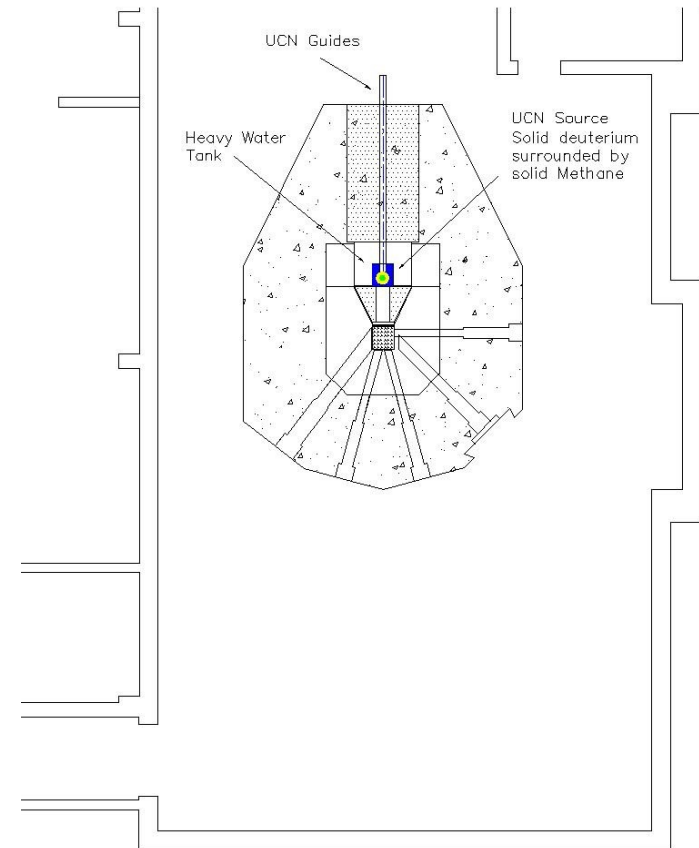 UCN Guides
Heavy Water
Tank
UCN Source
Solid deuterium
surrounded by
solid Methane